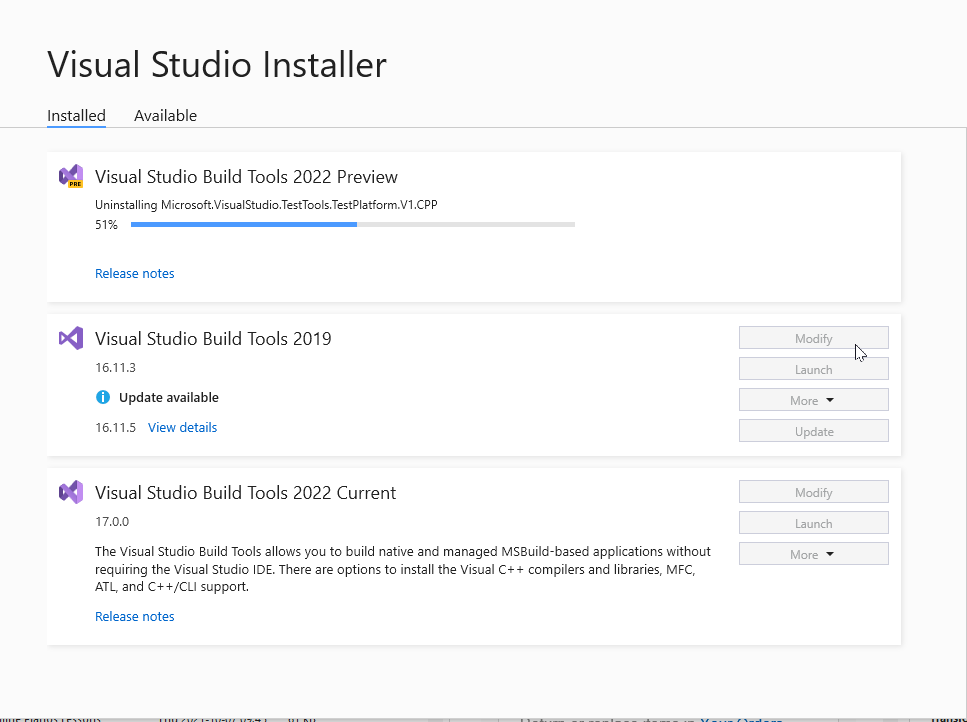 Visual Studio Installer
Installed Available
Visual Studio Build Tools 2022 Preview
PRE
Uninstalling Microsoft.VisualStudio.TestTools.TestPlatform.V1.CPP
51%
Release notes
Visual Studio Build Tools 2019
16.11.3
Update available
16.11.5 View details
Modify
Launch
More
Update
Visual Studio Build Tools 2022 Current
17.0.0
The Visual Studio Build Tools allows you to build native and managed MSBuild-based applications without
requiring the Visual Studio IDE. There are options to install the Visual C++ compilers and libraries, MFC,
ATL, and C++/CLI support.
Release notes
Modify
Launch
More